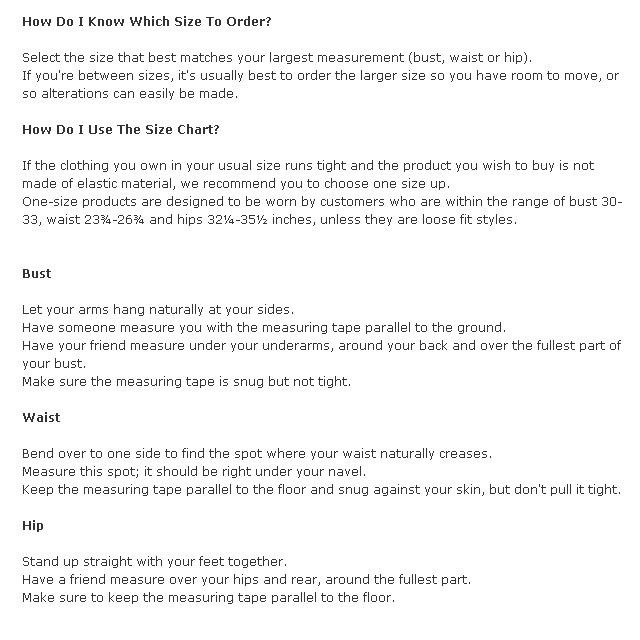 How Do I Know Which Size To Order?
Select the size that best matches your largest measurement (bust, waist or hip).
If you're between sizes, it's usually best to order the larger size so you have room to move, or
so alterations can easily be made.
How Do I Use The Size Chart?
If the clothing you own in your usual size runs tight and the product you wish to buy is not
made of elastic material, we recommend you to choose one size up.
One-size products are designed to be worn by customers who are within the range of bust 30-
33, waist 23¾-26¾ and hips 32¼-35½ inches, unless they are loose fit styles.
Bust
Let your arms hang naturally at your sides.
Have someone measure you with the measuring tape parallel to the ground.
Have your friend measure under your underarms, around your back and over the fullest part of
your bust.
Make sure the measuring tape is snug but not tight.
Waist
Bend over to one side to find the spot where your waist naturally creases.
Measure this spot; it should be right under your navel.
Keep the measuring tape parallel to the floor and snug against your skin, but don't pull it tight.
Hip
Stand up straight with your feet together.
Have a friend measure over your hips and rear, around the fullest part.
Make sure to keep the measuring tape parallel to the floor.